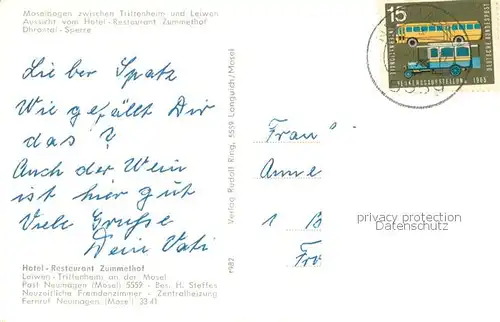 Moselbogen zwischen Trittenheim und Leiwen
Aussicht vom Hotel-Restaurant Zummethof
Dhrontal-Sperre
Lieber Spatz
Wie gefällt Dir
das ?
Auch der Wein
ist hier gut
Viele Grüsse
Dein Vati
Hotel-Restaurant Zummethof
Leiwen-Trittenheim an der Mosel
Post Neumagen (Mosel) 5559 - Bes. H. Steffes
Neuzeitliche Fremdenzimmer - Zentralheizung
Fernruf Neumagen (Mosel) 33-41
r982
Verlag Rudolf Ring, 5559 Longuich/Mosel
15
DEUTSCHE BUNDESPOST
VERKEHRSAUSSTELLUNG
1965
Frau
Anne
1 B
Fr
privacy protection
Datenschutz